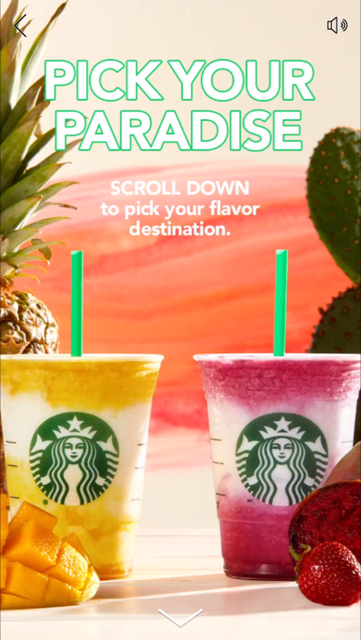 PICK YOUR
PARADISE
SCROLL DOWN
to pick your flavor
destination.